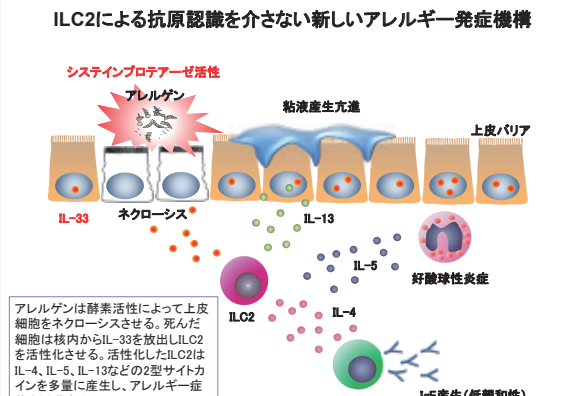 ILC2による抗原認識を介さない新しいアレルギー発症機構
システインプロテアーゼ活性
アレルゲン
粘液産生亢進
上皮バリア
IL-33
ネクローシス
IL-13
IL-5
好酸球性炎症
ILC2
IL-4
アレルゲンは酵素活性によって上皮
細胞をネクローシスさせる。死んだ
細胞は核内からIL-33を放出しILC2
を活性化させる。活性化したILC2は
IL-4、IL-5、IL-13などの2型サイトカ
インを多量に産生し、アレルギー症